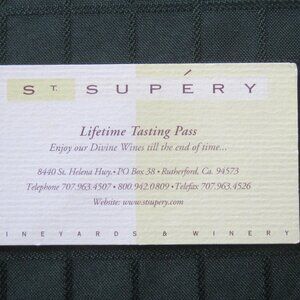 ST. SUPÉRY
Lifetime Tasting Pass
Enjoy our Divine Wines till the end of time...
8440 St. Helena Hwy. • PO Box 38 • Rutherford, Ca. 94573
Telephone 707.963.4507 • 800.942.0809 • Telefax 707.963.4526
Website: www.stsupery.com
INEYARDS & WINERY